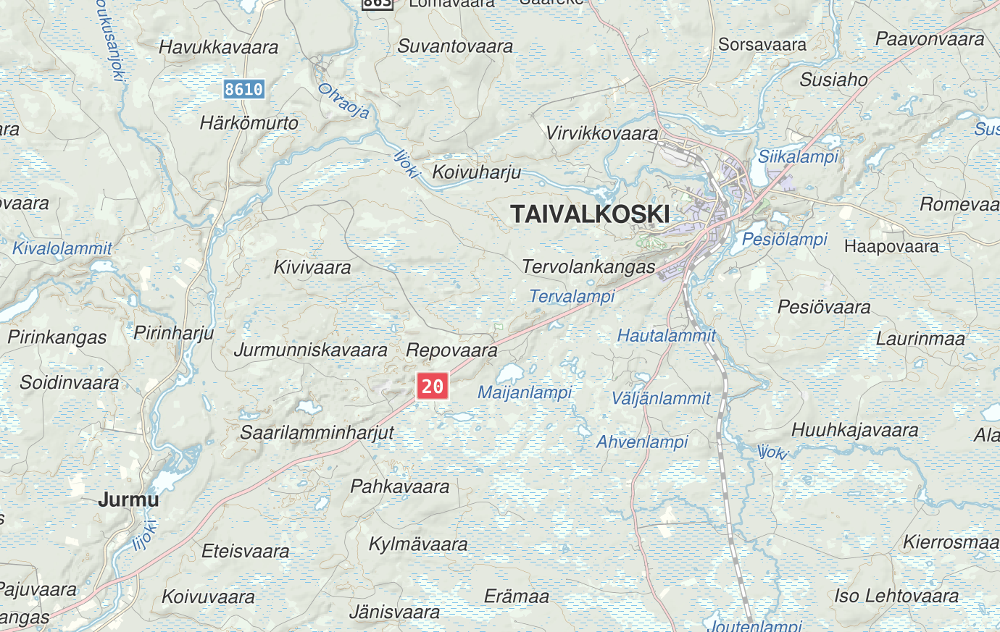 863
Lomavaara
Havukkavaara
Suvantovaara
Sorsavaara
Paavonvaara
Susiaho
8610
Ohraoja
Härkömurto
Virvikkovaara
Siikalampi
Iijoki
Koivuharju
TAIVALKOSKI
Kivalolammit
Pesiölampi
Haapovaara
Kivivaara
Tervolankangas
Tervalampi
Pesiövaara
Pirinkangas
Pirinharju
Hautalammit
Laurinmaa
Jurmunniskavaara
Repovaara
Soidinvaara
20
Maijanlampi
Väljänlammit
Saarilamminharjut
Ahvenlampi
Huuhkajavaara
Iijoki
Pahkavaara
Jurmu
Iijoki
Eteisvaara
Kylmävaara
Kierrosmaa
Pajuvaara
Koivuvaara
Erämaa
Iso Lehtovaara
Jänisvaara
angas
Joutenlampi